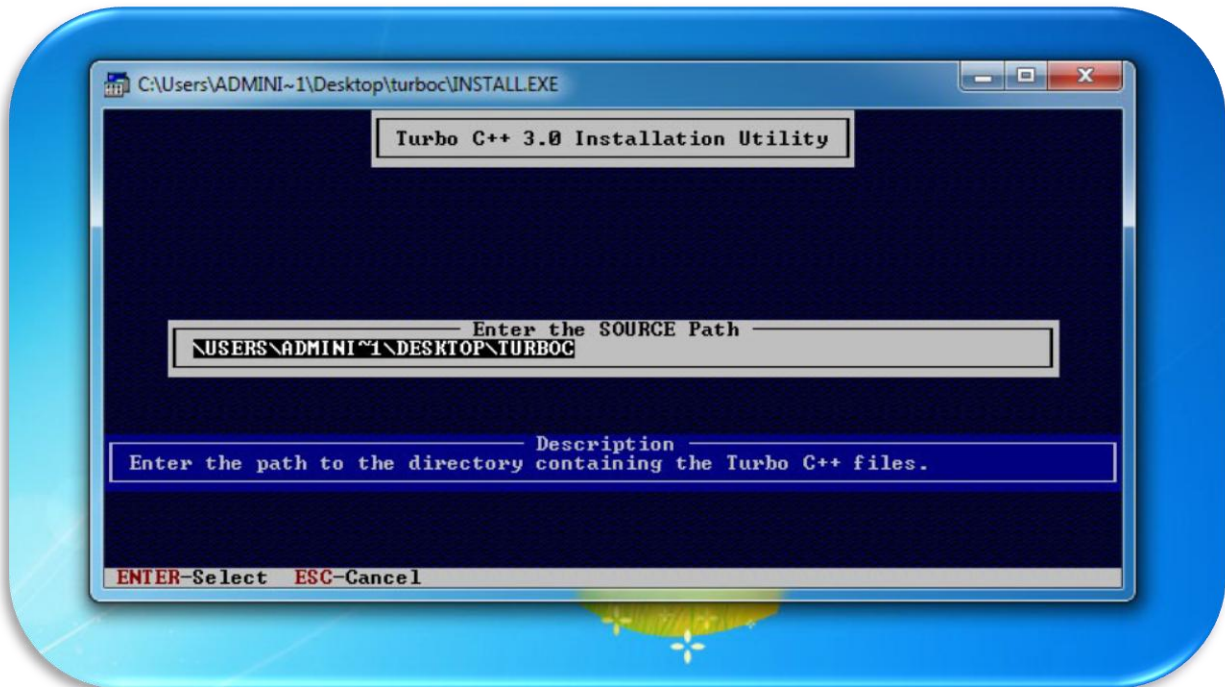 C:\Users\ADMINI~1\Desktop\turboc\INSTALL.EXE
Turbo C++ 3.0 Installation Utility
Enter the SOURCE Path
\USERS\ADMINI~1\DESKTOP\TURBOC
Description
Enter the path to the directory containing the Turbo C++ files.
ENTER-Select ESC-Cancel